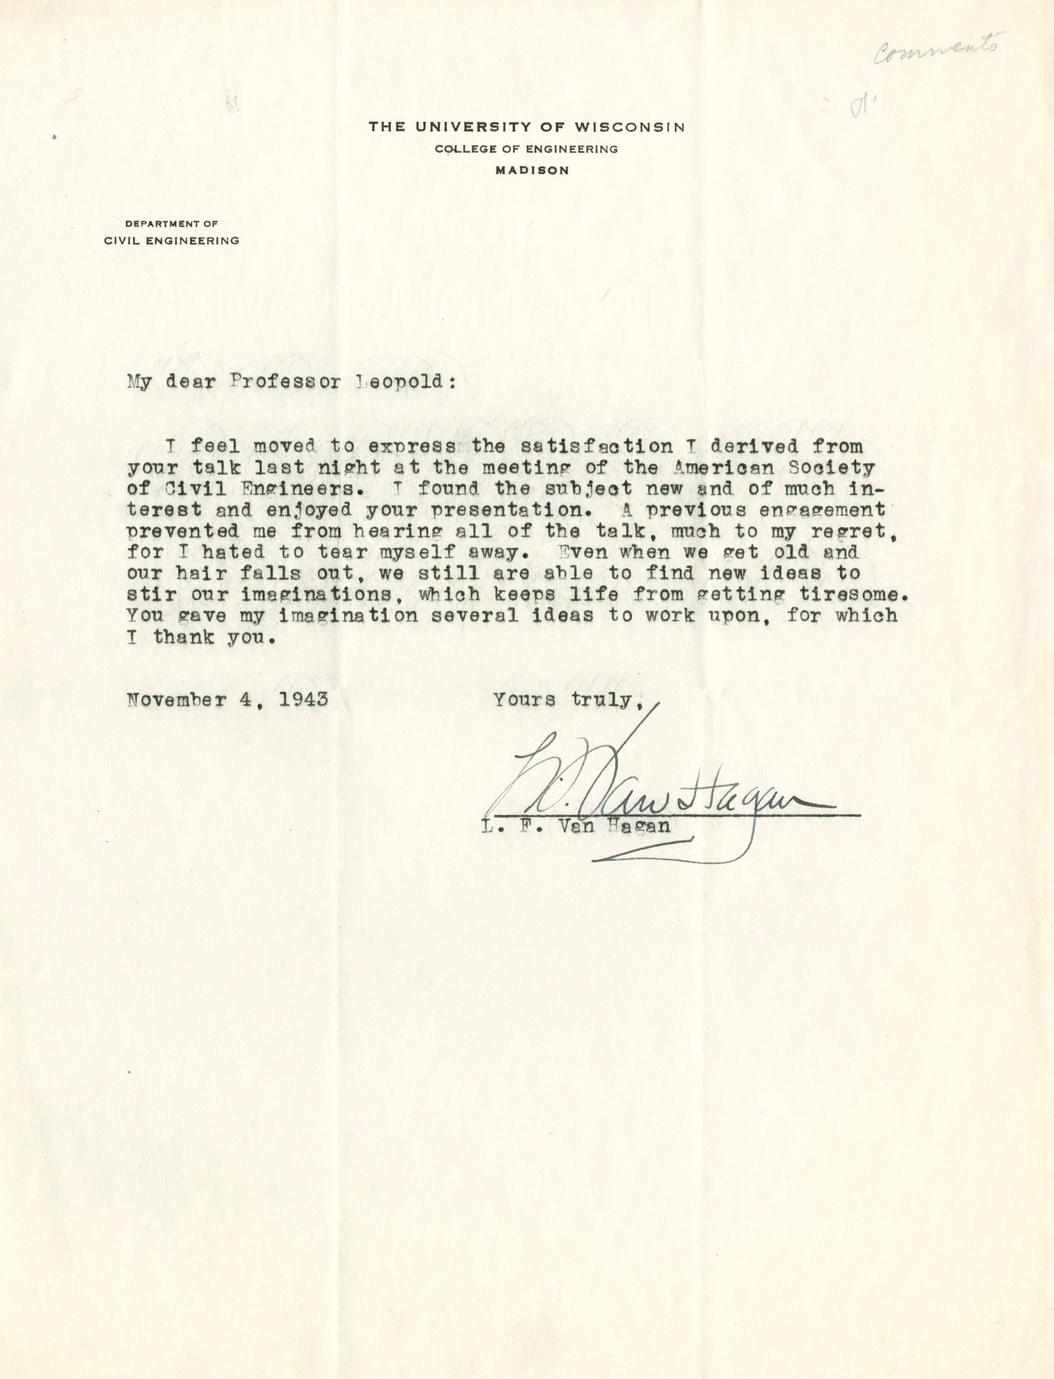 Comments
THE UNIVERSITY OF WISCONSIN
COLLEGE OF ENGINEERING
MADISON
DEPARTMENT OF
CIVIL ENGINEERING
My dear Professor Leopold:
I feel moved to express the satisfaction I derived from
your talk last night at the meeting of the American Society
of Civil Engineers. I found the subject new and of much in-
terest and enjoyed your presentation. A previous engagement
prevented me from hearing all of the talk, much to my regret,
for I hated to tear myself away. Even when we get old and
our hair falls out, we still are able to find new ideas to
stir our imaginations, which keeps life from getting tiresome.
You gave my imagination several ideas to work upon, for which
I thank you.
November 4, 1943 Yours truly,
L. F. Van Hagan
L. F. Van Hagan